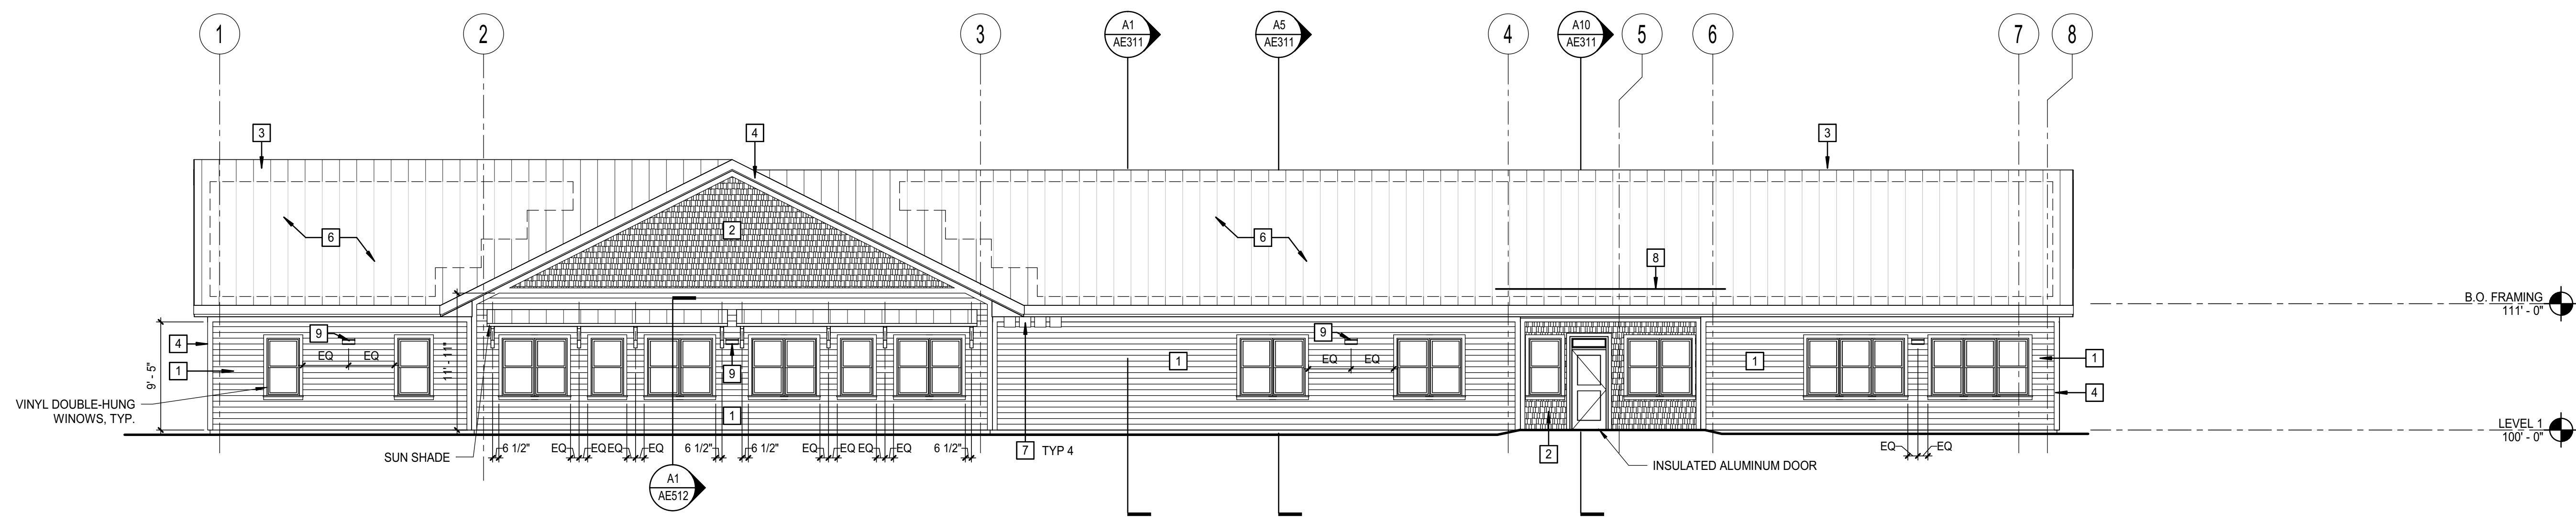 1
2
3
A1
AE311
A5
AE311
4
A10
AE311
5
6
7
8
3
4
3
2
6
6
8
B.O. FRAMING
111' - 0"
4
9
EQ
EQ
9' - 5"
1
11' - 11"
9
1
1
9
EQ
EQ
1
1
4
VINYL DOUBLE-HUNG
WINOWS, TYP.
LEVEL 1
100' - 0"
SUN SHADE
6 1/2"
EQ
EQ
EQ
EQ
6 1/2"
6 1/2"
EQ
EQ
EQ
EQ
6 1/2"
7
TYP 4
2
EQ
EQ
INSULATED ALUMINUM DOOR
A1
AE512